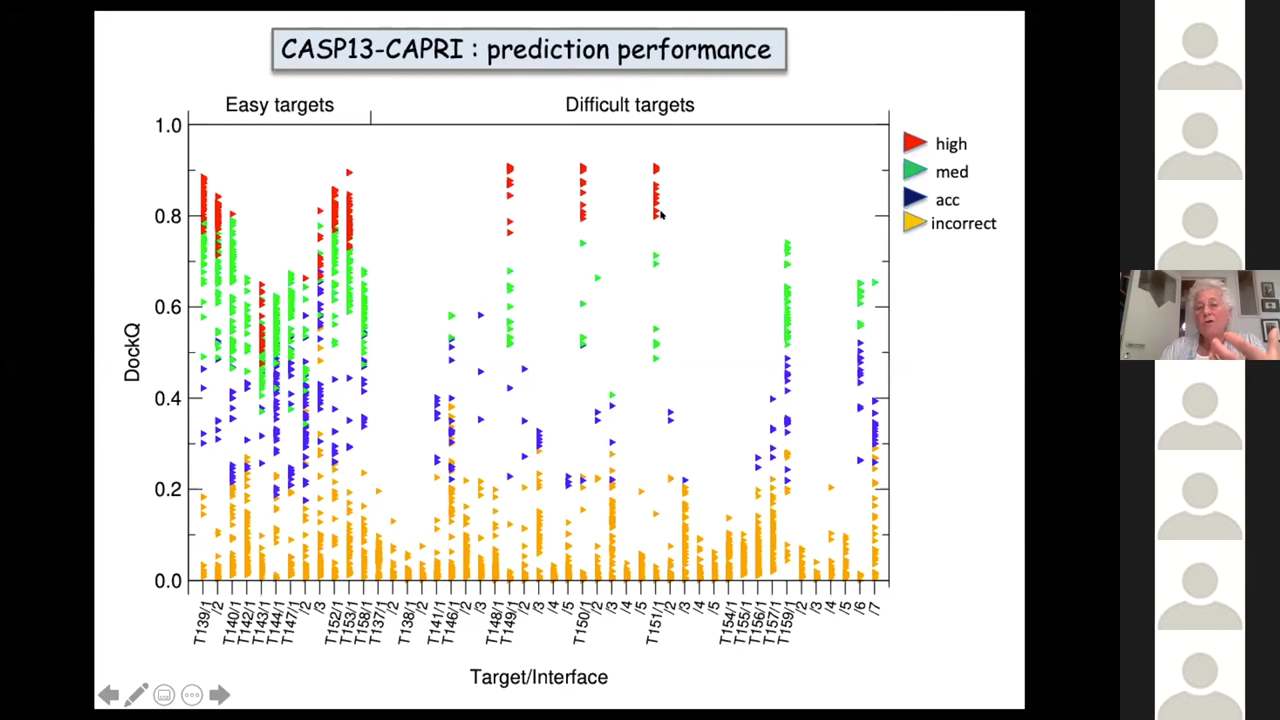 CASP13-CAPRI : prediction performance
Easy targets
Difficult targets
high
med
acc
incorrect
1.0
0.8
0.6
0.4
0.2
0.0
DockQ
T139/1
/2
T140/1
T142/1
T143/1
T144/1
T147/1
/2
/3
T152/1
T153/1
T158/1
T137/1
/2
T138/1
/2
T141/1
T146/1
/2
/3
T148/1
T149/1
/2
/3
/4
/5
T150/1
/2
/3
/4
/5
T151/1
/2
/3
/4
/5
T154/1
T155/1
T156/1
T157/1
T159/1
/2
/3
/4
/5
/6
/7
Target/Interface